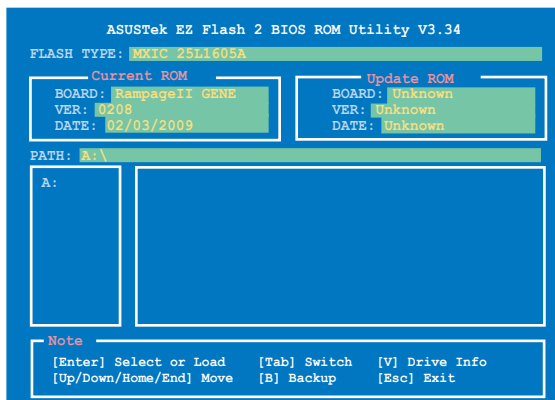 ASUSTek EZ Flash 2 BIOS ROM Utility V3.34
FLASH TYPE: MXIC 25L1605A
Current ROM
BOARD: RampageII GENE
VER: 0208
DATE: 02/03/2009
Update ROM
BOARD: Unknown
VER: Unknown
DATE: Unknown
PATH: A:\
A:
Note
[Enter] Select or Load [Tab] Switch [V] Drive Info
[Up/Down/Home/End] Move [B] Backup [Esc] Exit